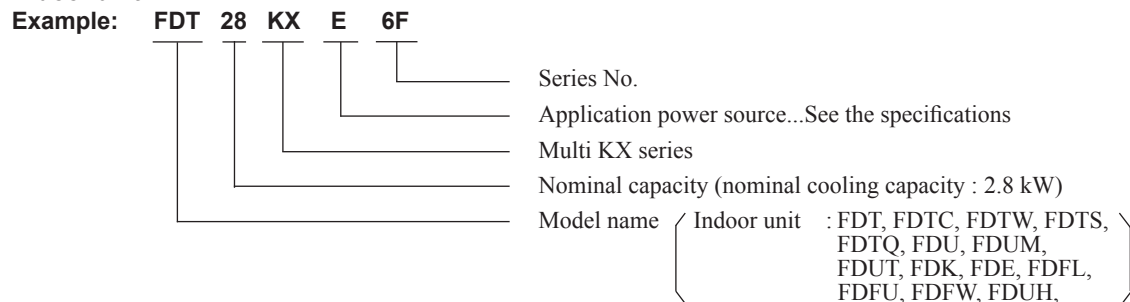 Example: FDT 28 KX E 6F
Series No.
Application power source...See the specifications
Multi KX series
Nominal capacity (nominal cooling capacity : 2.8 kW)
Model name Indoor unit : FDT, FDTC, FDTW, FDTS,
FDTQ, FDU, FDUM,
FDUT, FDK, FDE, FDFL,
FDFU, FDFW, FDUH,